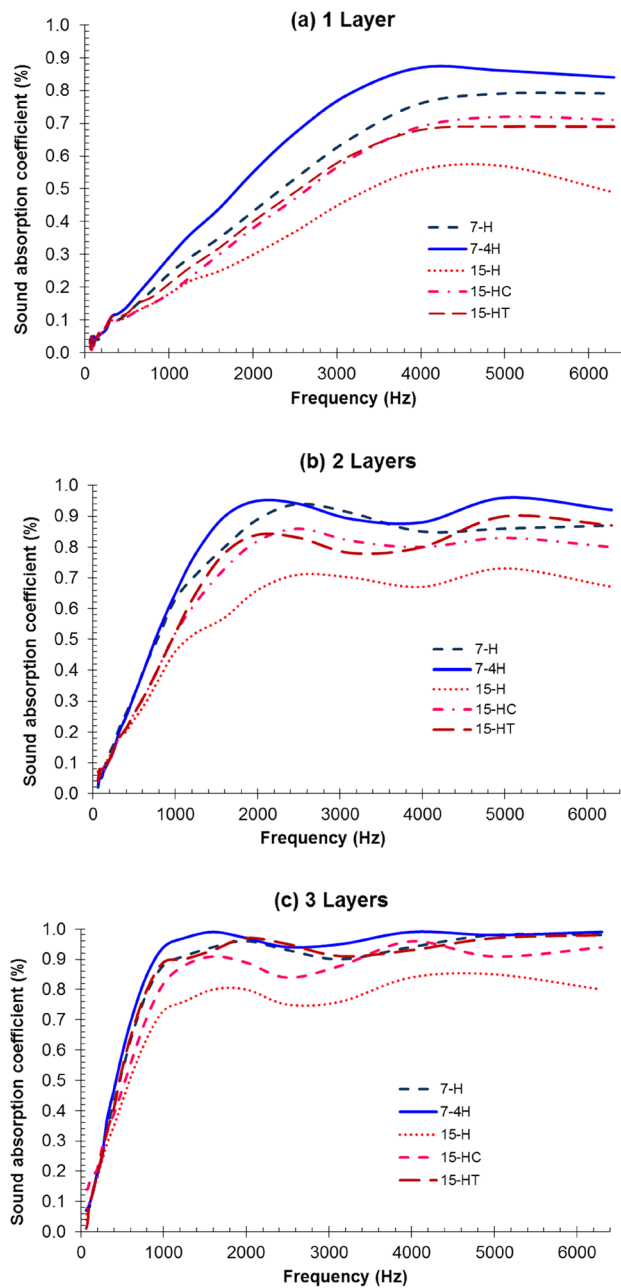 (a) 1 Layer
Sound absorption coefficient (%)
1.0
0.9
0.8
0.7
0.6
0.5
0.4
0.3
0.2
0.1
0.0
7-H
7-4H
15-H
15-HC
15-HT
0
1000
2000
3000
4000
5000
6000
Frequency (Hz)
(b) 2 Layers
Sound absorption coefficient (%)
1.0
0.9
0.8
0.7
0.6
0.5
0.4
0.3
0.2
0.1
0.0
7-H
7-4H
15-H
15-HC
15-HT
0
1000
2000
3000
4000
5000
6000
Frequency (Hz)
(c) 3 Layers
Sound absorption coefficient (%)
1.0
0.9
0.8
0.7
0.6
0.5
0.4
0.3
0.2
0.1
0.0
7-H
7-4H
15-H
15-HC
15-HT
0
1000
2000
3000
4000
5000
6000
Frequency (Hz)